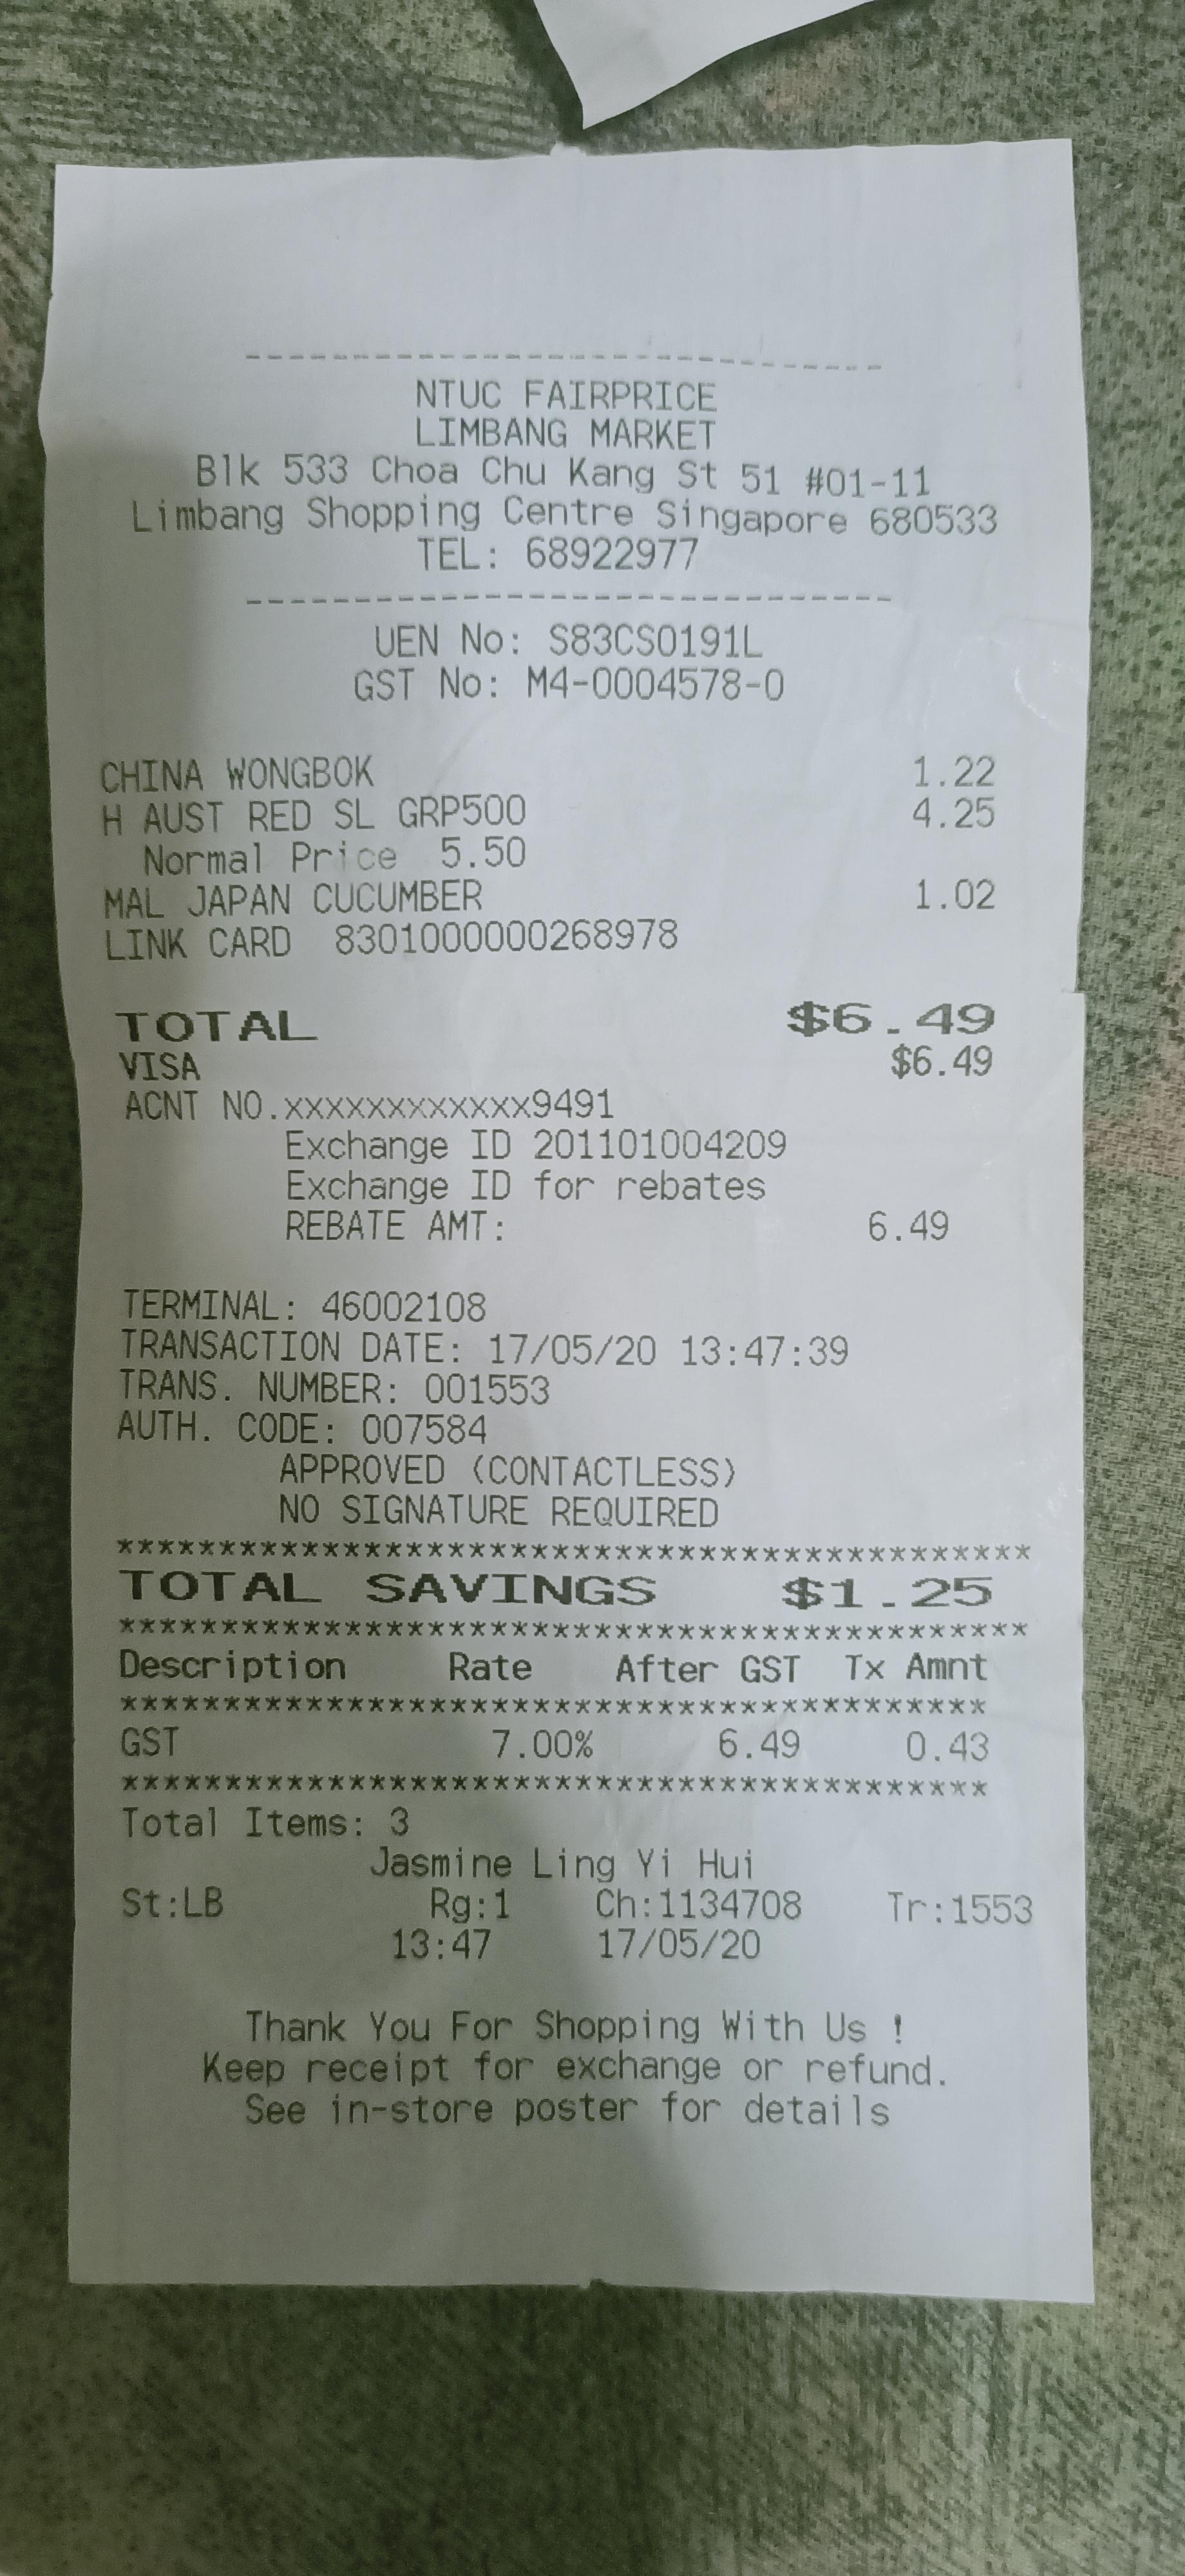 ------------------------------
NTUC FAIRPRICE
LIMBANG MARKET
Blk 533 Choa Chu Kang St 51 #01-11
Limbang Shopping Centre Singapore 680533
TEL: 68922977
------------------------------
UEN No: S83CS0191L
GST No: M4-0004578-0
CHINA WONGBOK 1.22
H AUST RED SL GRP500 4.25
Normal Price 5.50
MAL JAPAN CUCUMBER 1.02
LINK CARD 8301000000268978
TOTAL $6.49
VISA $6.49
ACNT NO.xxxxxxxxxxxx9491
Exchange ID 201101004209
Exchange ID for rebates
REBATE AMT: 6.49
TERMINAL: 46002108
TRANSACTION DATE: 17/05/20 13:47:39
TRANS. NUMBER: 001553
AUTH. CODE: 007584
APPROVED (CONTACTLESS)
NO SIGNATURE REQUIRED
********************************************
TOTAL SAVINGS $1.25
********************************************
Description Rate After GST Tx Amnt
******************************************
GST 7.00% 6.49 0.43
******************************************
Total Items: 3
Jasmine Ling Yi Hui
St:LB Rg:1 Ch:1134708 Tr:1553
13:47 17/05/20
Thank You For Shopping With Us !
Keep receipt for exchange or refund.
See in-store poster for details